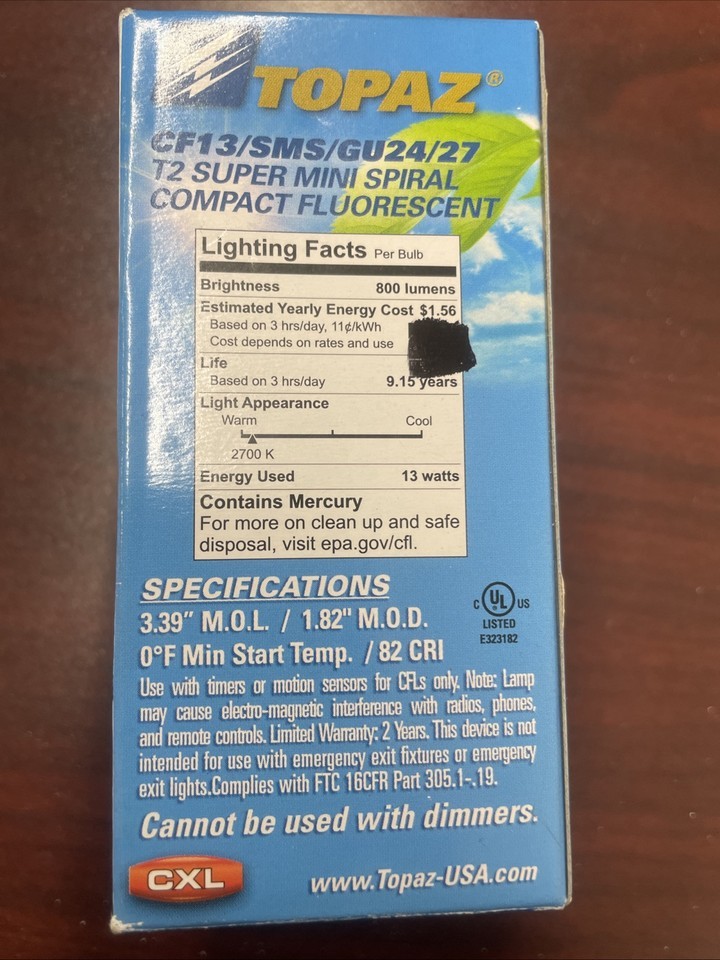 TOPAZ®
CF13/SMS/GU24/27
T2 SUPER MINI SPIRAL
COMPACT FLUORESCENT
Lighting Facts Per Bulb
Brightness 800 lumens
Estimated Yearly Energy Cost $1.56
Based on 3 hrs/day, 11¢/kWh
Cost depends on rates and use
Life
Based on 3 hrs/day 9.15 years
Light Appearance
Warm Cool
2700 K
Energy Used 13 watts
Contains Mercury
For more on clean up and safe
disposal, visit epa.gov/cfl.
SPECIFICATIONS
3.39" M.O.L. / 1.82" M.O.D.
0°F Min Start Temp. / 82 CRI
C UL® US
LISTED
E323182
Use with timers or motion sensors for CFLs only. Note: Lamp
may cause electro-magnetic interference with radios, phones,
and remote controls. Limited Warranty: 2 Years. This device is not
intended for use with emergency exit fixtures or emergency
exit lights.Complies with FTC 16CFR Part 305.1-.19.
Cannot be used with dimmers.
CXL
www.Topaz-USA.com